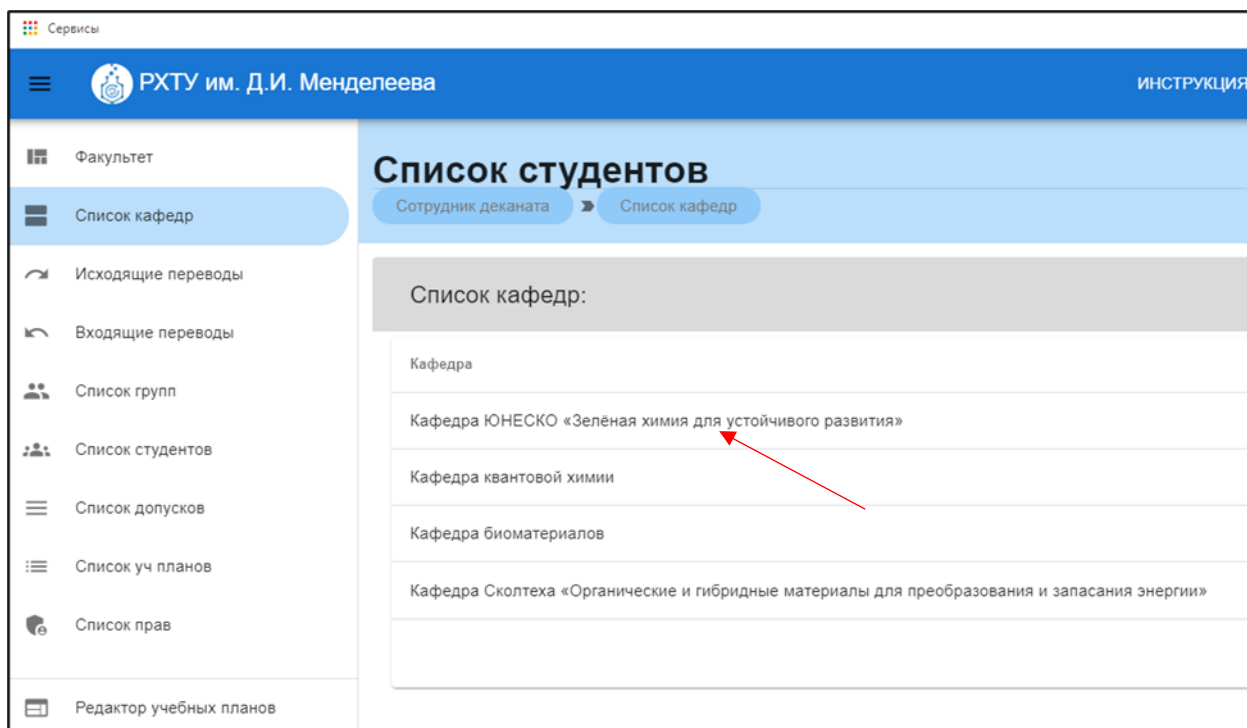 Сервисы
РХТУ им. Д.И. Менделеева
ИНСТРУКЦИЯ
Факультет
Список кафедр
Исходящие переводы
Входящие переводы
Список групп
Список студентов
Список допусков
Список уч планов
Список прав
Редактор учебных планов
Список студентов
Сотрудник деканата
Список кафедр
Список кафедр:
Кафедра
Кафедра ЮНЕСКО «Зелёная химия для устойчивого развития»
Кафедра квантовой химии
Кафедра биоматериалов
Кафедра Сколтеха «Органические и гибридные материалы для преобразования и запасания энергии»